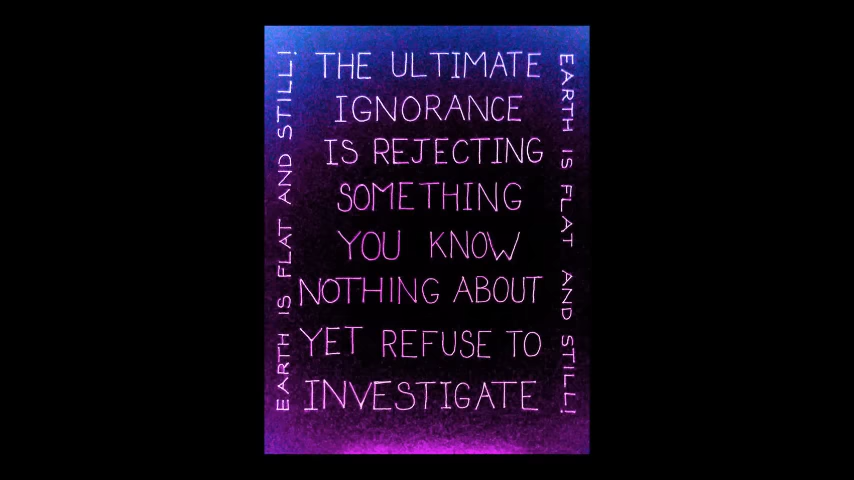 THE ULTIMATE
IGNORANCE
IS REJECTING
SOMETHING
YOU KNOW
NOTHING ABOUT
YET REFUSE TO
INVESTIGATE
EARTH IS FLAT AND STILL!
EARTH IS FLAT AND STILL!